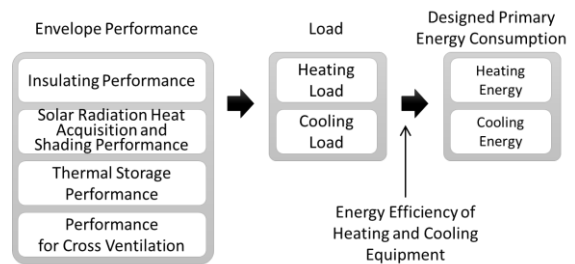 Envelope Performance
Insulating Performance
Solar Radiation Heat
Acquisition and
Shading Performance
Thermal Storage
Performance
Performance
for Cross Ventilation
Load
Heating
Load
Cooling
Load
Designed Primary
Energy Consumption
Heating
Energy
Cooling
Energy
Energy Efficiency of
Heating and Cooling
Equipment